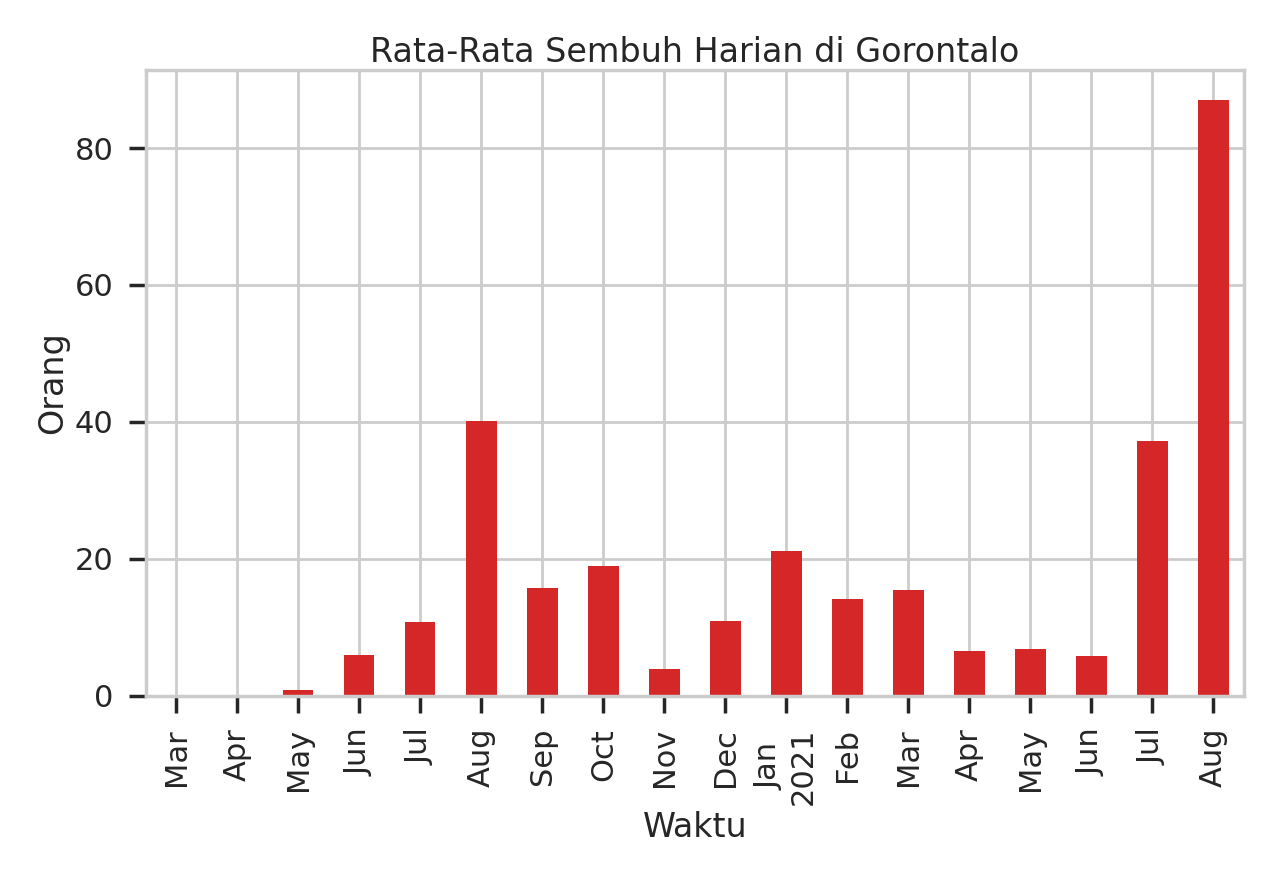 Rata-Rata Sembuh Harian di Gorontalo
80
60
40
20
0
Orang
Mar
Apr
May
Jun
Jul
Aug
Sep
Oct
Nov
Dec
Jan
2021
Feb
Mar
Apr
May
Jun
Jul
Aug
Waktu